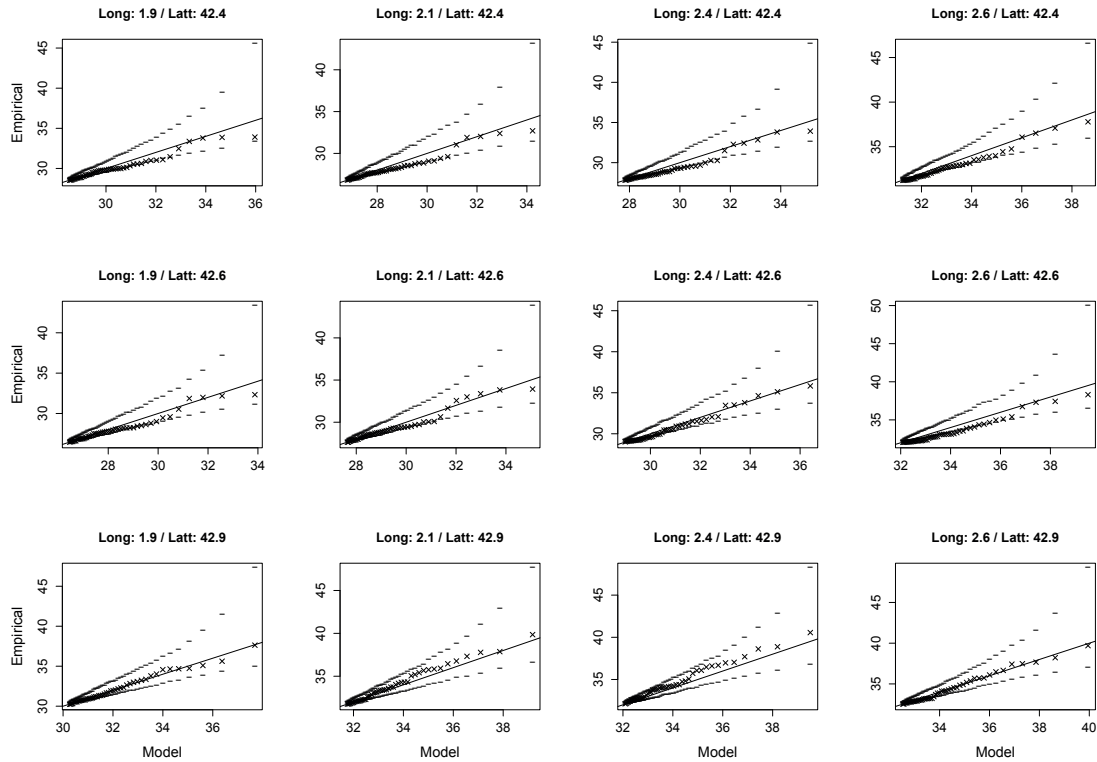 Long: 1.9 / Latt: 42.4
Long: 2.1 / Latt: 42.4
Long: 2.4 / Latt: 42.4
Long: 2.6 / Latt: 42.4
Empirical
30 35 40 45
30 32 34 36
30 35 40
28 30 32 34
30 35 40 45
28 30 32 34
35 40 45
32 34 36 38
Long: 1.9 / Latt: 42.6
Long: 2.1 / Latt: 42.6
Long: 2.4 / Latt: 42.6
Long: 2.6 / Latt: 42.6
Empirical
30 35 40
28 30 32 34
30 35 40
28 30 32 34
30 35 40 45
30 32 34 36
35 40 45 50
32 34 36 38
Long: 1.9 / Latt: 42.9
Long: 2.1 / Latt: 42.9
Long: 2.4 / Latt: 42.9
Long: 2.6 / Latt: 42.9
Empirical
30 35 40 45
30 32 34 36
35 40 45
32 34 36 38
35 40 45
32 34 36 38
35 40 45
34 36 38 40
Model
Model
Model
Model